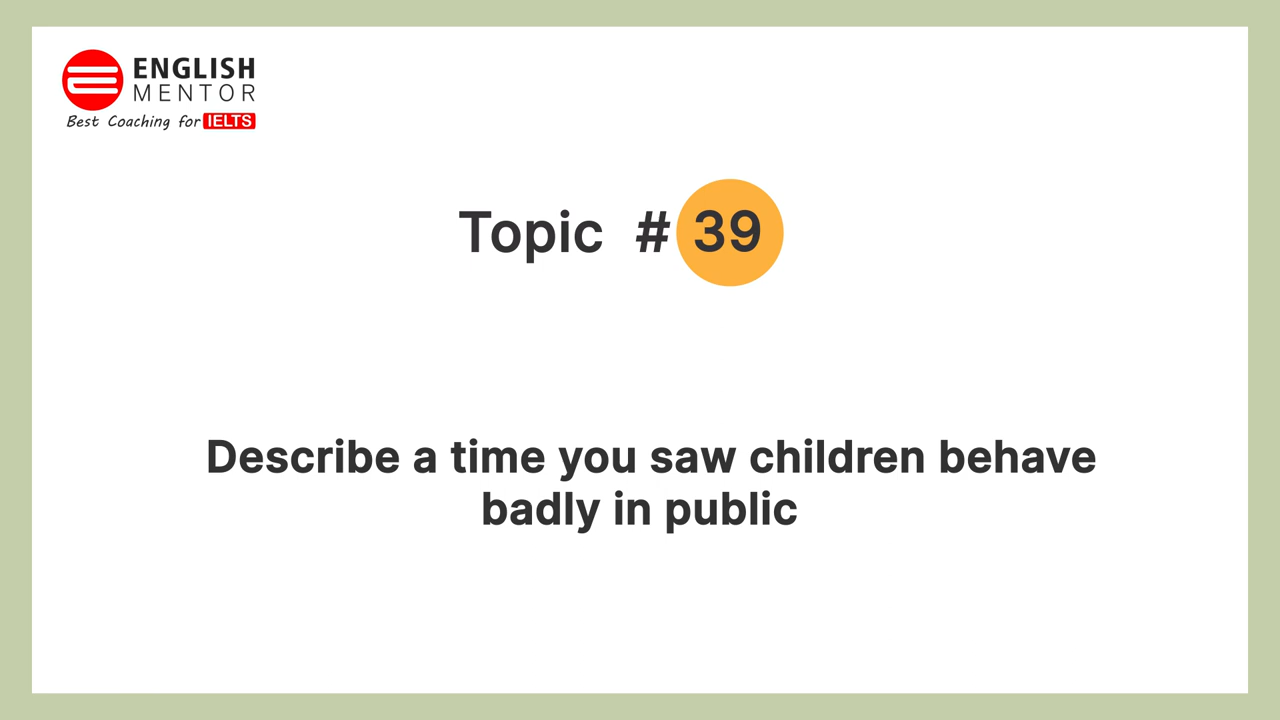 ENGLISH
MENTOR
Best Coaching for IELTS
Topic # 39
Describe a time you saw children behave
badly in public